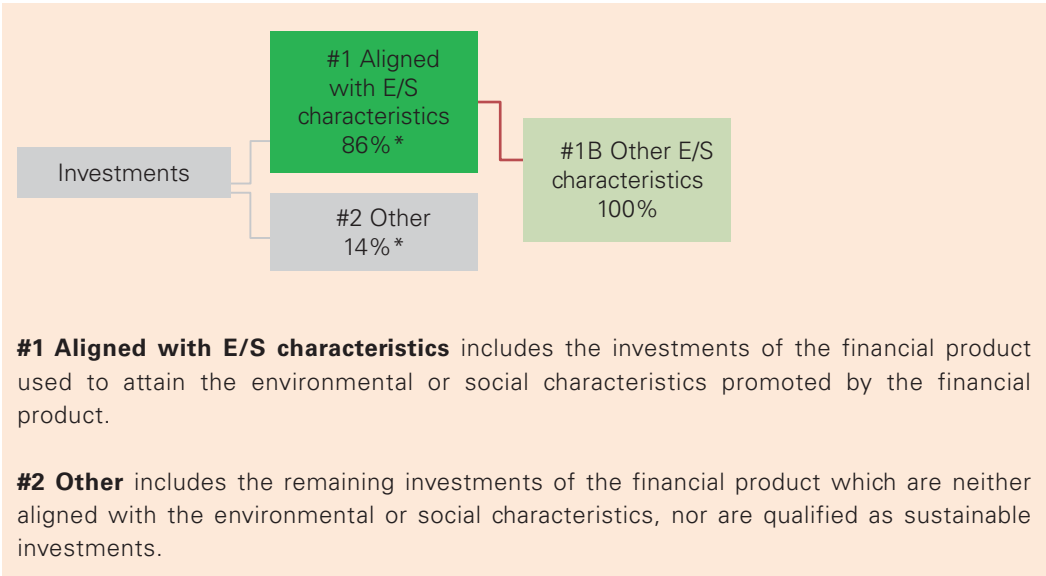 #1 Aligned
with E/S
characteristics
86%*
Investments
#1B Other E/S
characteristics
100%
#2 Other
14%*
#1 Aligned with E/S characteristics includes the investments of the financial product
used to attain the environmental or social characteristics promoted by the financial
product.
#2 Other includes the remaining investments of the financial product which are neither
aligned with the environmental or social characteristics, nor are qualified as sustainable
investments.